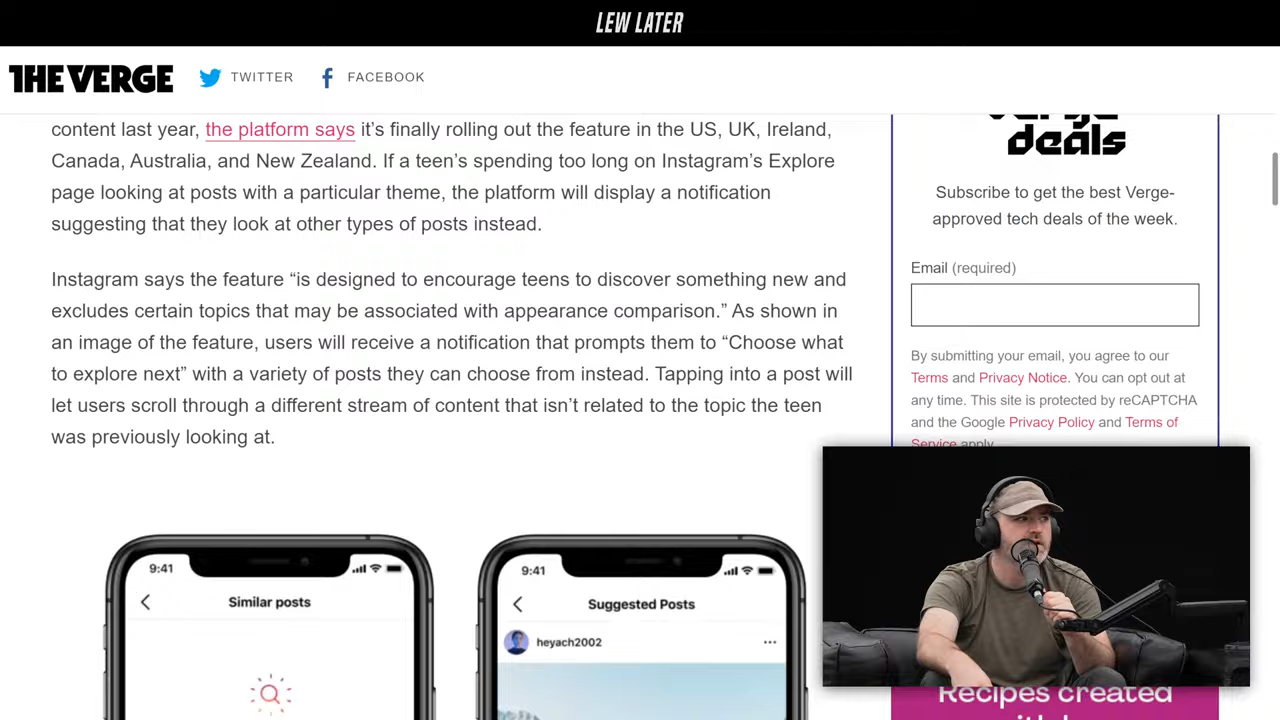 LEW LATER
THE VERGE
TWITTER
FACEBOOK
content last year, the platform says it’s finally rolling out the feature in the US, UK, Ireland,
Canada, Australia, and New Zealand. If a teen’s spending too long on Instagram’s Explore
page looking at posts with a particular theme, the platform will display a notification
suggesting that they look at other types of posts instead.
Instagram says the feature “is designed to encourage teens to discover something new and
excludes certain topics that may be associated with appearance comparison.” As shown in
an image of the feature, users will receive a notification that prompts them to “Choose what
to explore next” with a variety of posts they can choose from instead. Tapping into a post will
let users scroll through a different stream of content that isn’t related to the topic the teen
was previously looking at.
9:41
Similar posts
9:41
Suggested Posts
heyach2002
deals
Subscribe to get the best Verge-
approved tech deals of the week.
Email (required)
By submitting your email, you agree to our
Terms and Privacy Notice. You can opt out at
any time. This site is protected by reCAPTCHA
and the Google Privacy Policy and Terms of
Service apply.
Recipes created